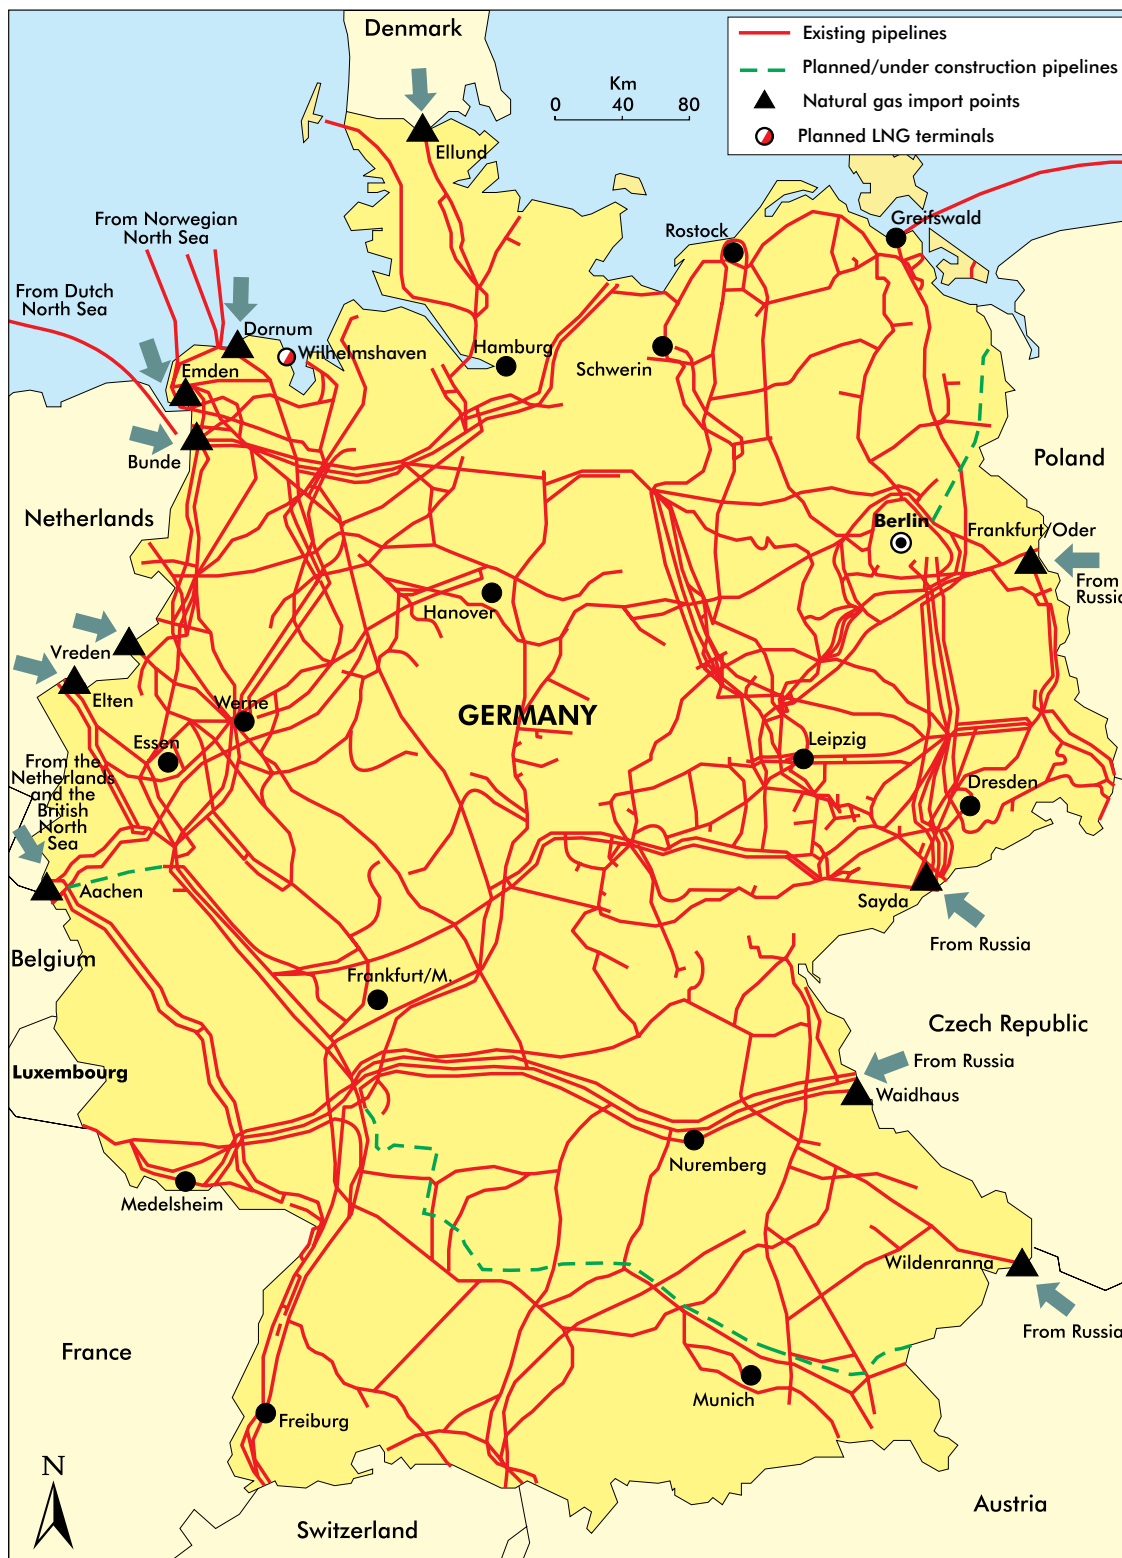 Denmark
Existing pipelines
Planned/under construction pipelines
Natural gas import points
Planned LNG terminals
Km
0 40 80
Ellund
From Norwegian
North Sea
Greifswald
Rostock
From Dutch
North Sea
Dornum
Wilhelmshaven
Hamburg
Schwerin
Emden
Bunde
Poland
Netherlands
Berlin
Frankfurt/Oder
From
Russia
Hanover
Vreden
Elten
Werne
GERMANY
Essen
Leipzig
From the
Netherlands
and the
British
North
Sea
Dresden
Aachen
Sayda
From Russia
Belgium
Frankfurt/M.
Czech Republic
Luxembourg
From Russia
Waidhaus
Nuremberg
Medelsheim
Wildenranna
From Russia
France
Munich
Freiburg
N
Austria
Switzerland